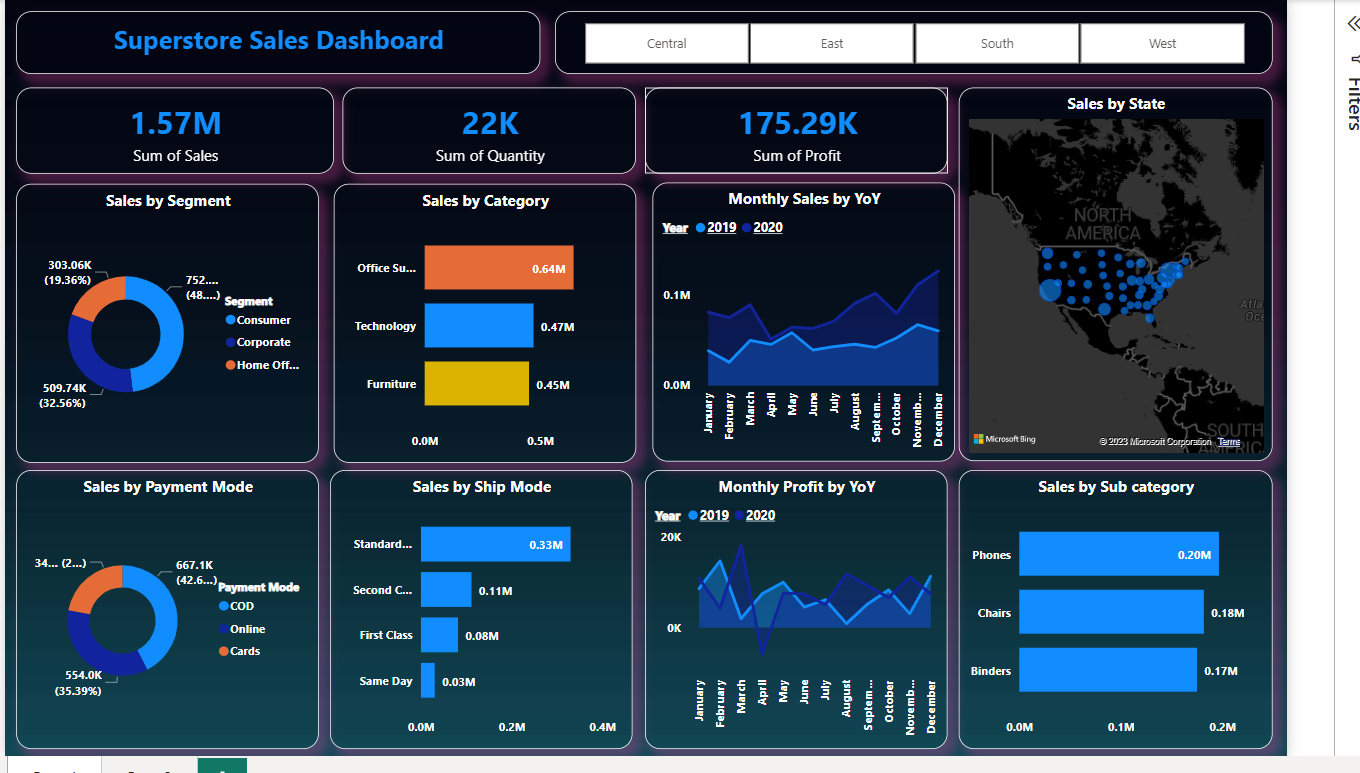 Superstore Sales Dashboard
Central
East
South
West
Filters
1.57M
Sum of Sales
22K
Sum of Quantity
175.29K
Sum of Profit
Sales by State
NORTH
AMERICA
SOUTH
Microsoft Bing
© 2023 Microsoft Corporation Terms
Sales by Segment
303.06K
(19.36%)
752....
(48....)
509.74K
(32.56%)
Segment
Consumer
Corporate
Home Off...
Sales by Category
Office Su...
0.64M
Technology
0.47M
Furniture
0.45M
0.0M
0.5M
Monthly Sales by YoY
Year 2019 2020
0.1M
0.0M
January
February
March
April
May
June
July
August
Septem...
October
Novemb...
December
Sales by Payment Mode
34.... (2...)
667.1K
(42.6...)
554.0K
(35.39%)
Payment Mode
COD
Online
Cards
Sales by Ship Mode
Standard...
0.33M
Second C...
0.11M
First Class
0.08M
Same Day
0.03M
0.0M
0.2M
0.4M
Monthly Profit by YoY
Year 2019 2020
20K
0K
January
February
March
April
May
June
July
August
Septem...
October
Novemb...
December
Sales by Sub category
Phones
0.20M
Chairs
0.18M
Binders
0.17M
0.0M
0.1M
0.2M